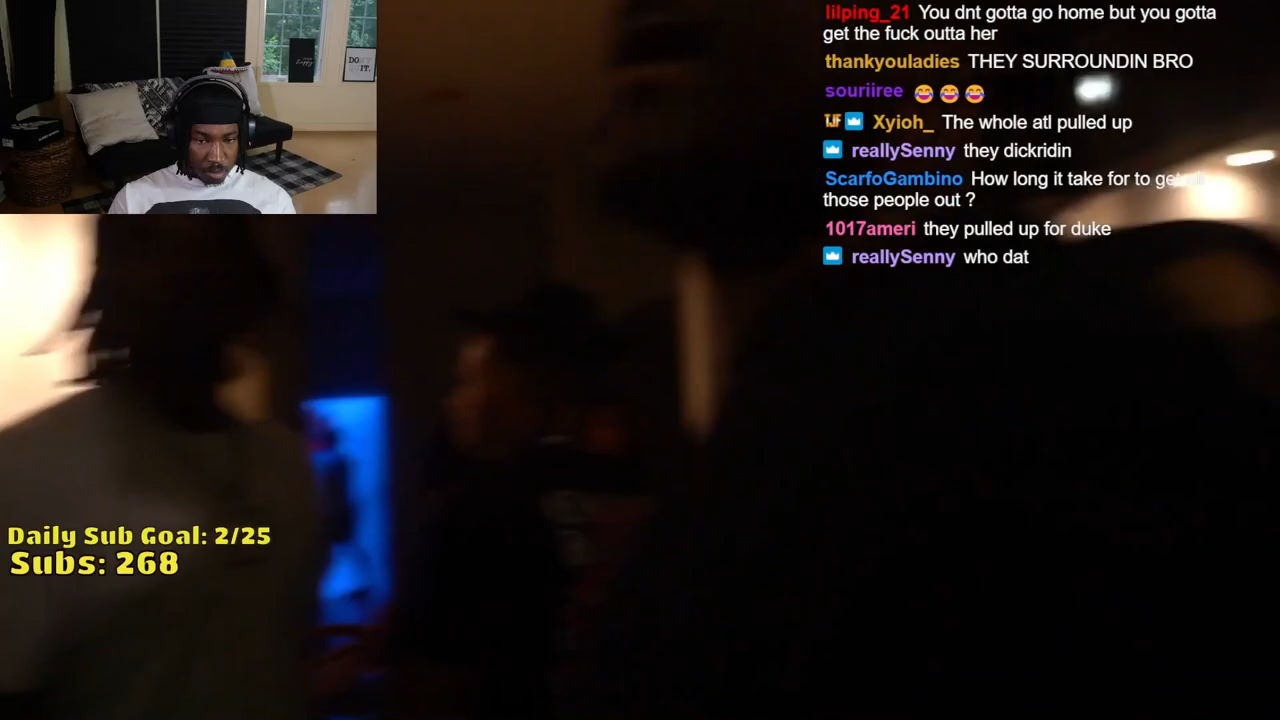 lilping_21 You dnt gotta go home but you gotta
get the fuck outta her
thankyouladies THEY SURROUNDIN BRO
souriiree 😂 😂 😂
Xyioh_ The whole atl pulled up
reallySenny they dickridin
ScarfoGambino How long it take for to
those people out ?
1017ameri they pulled up for duke
reallySenny who dat
DO IT.
Daily Sub Goal: 2/25
Subs: 268